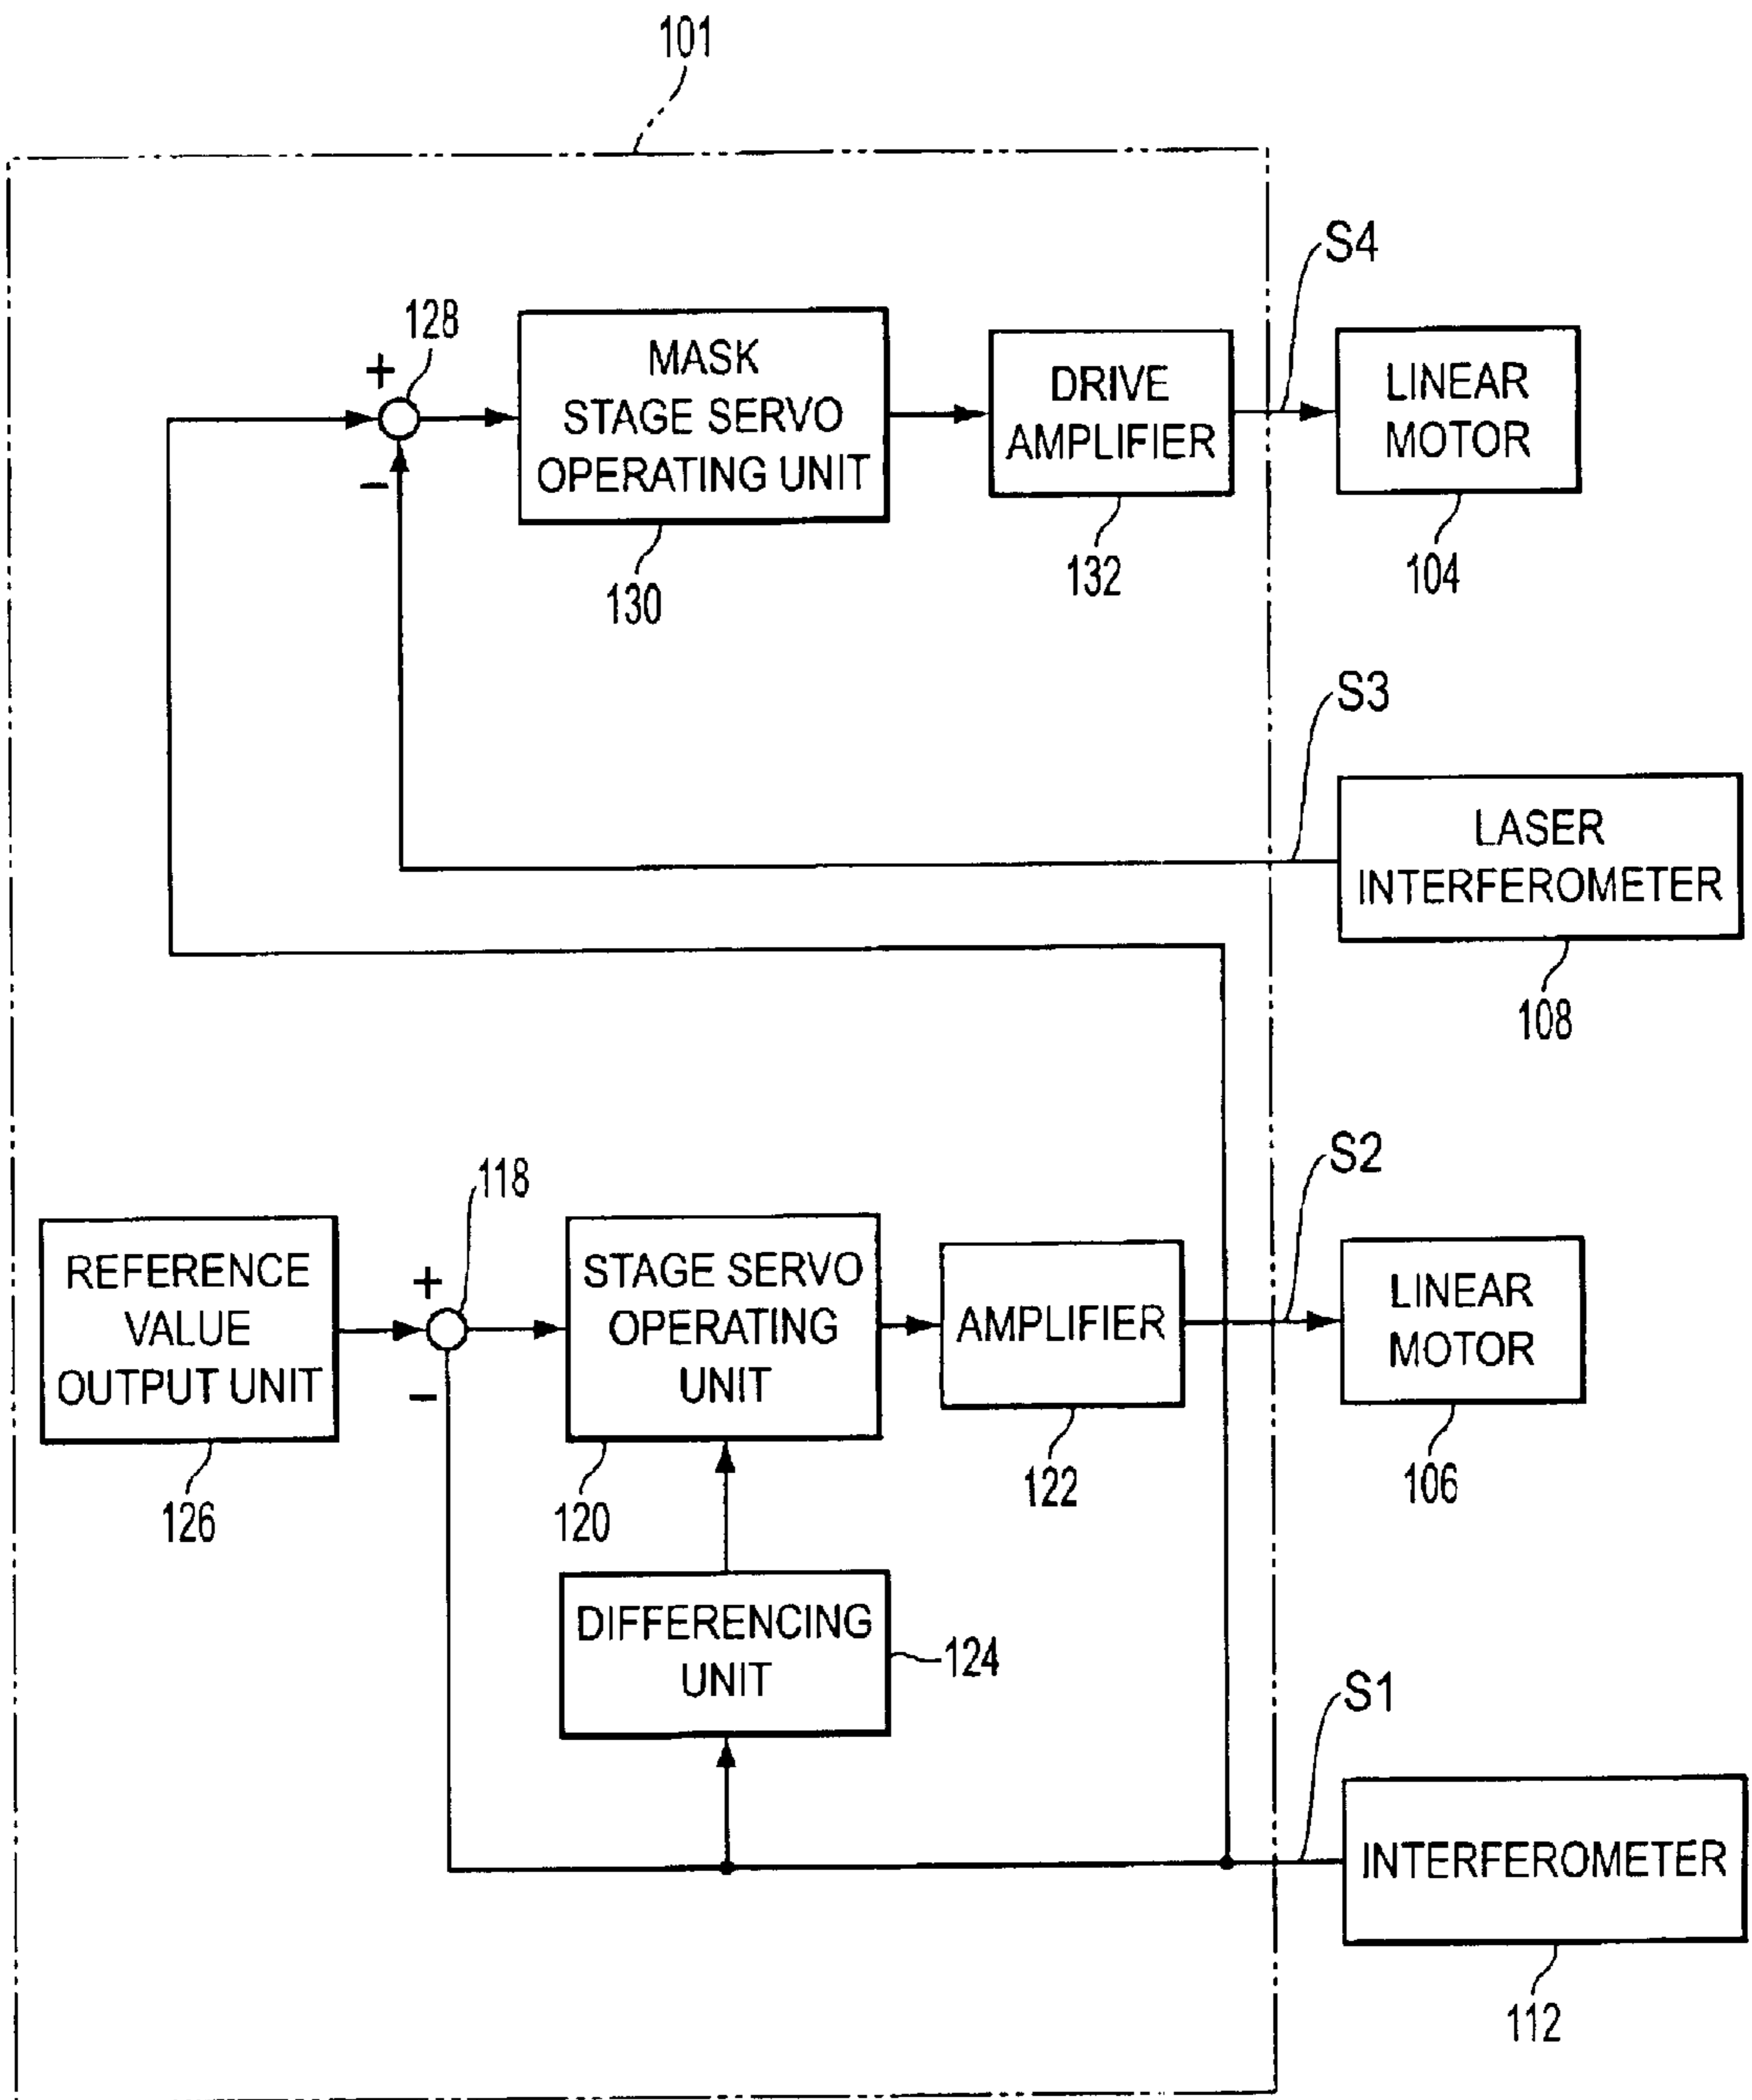 101
S4
128
+
−
MASK
STAGE SERVO
OPERATING UNIT
130
DRIVE
AMPLIFIER
132
LINEAR
MOTOR
104
S3
LASER
INTERFEROMETER
108
S2
118
REFERENCE
VALUE
OUTPUT UNIT
126
+
−
STAGE SERVO
OPERATING
UNIT
120
AMPLIFIER
122
LINEAR
MOTOR
106
DIFFERENCING
UNIT
124
S1
INTERFEROMETER
112